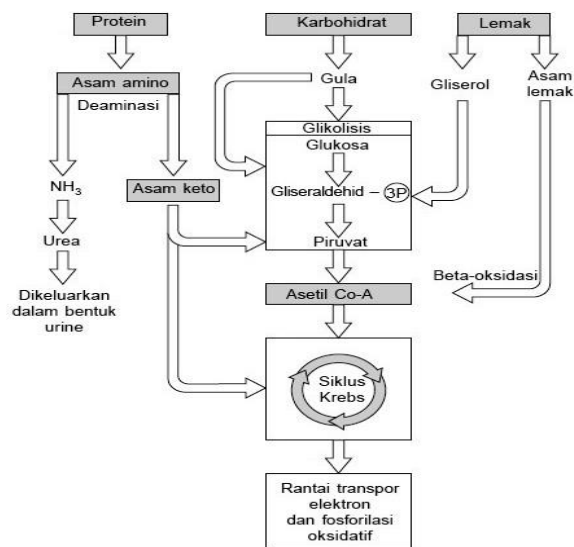 Protein
Karbohidrat
Lemak
Asam amino
Deaminasi
Gula
Gliserol
Asam
lemak
Glikolisis
Glukosa
NH₃
Asam keto
Gliseraldehid – 3P
Urea
Piruvat
Beta-oksidasi
Dikeluarkan
dalam bentuk
urine
Asetil Co-A
Siklus
Krebs
Rantai transpor
elektron
dan fosforilasi
oksidatif